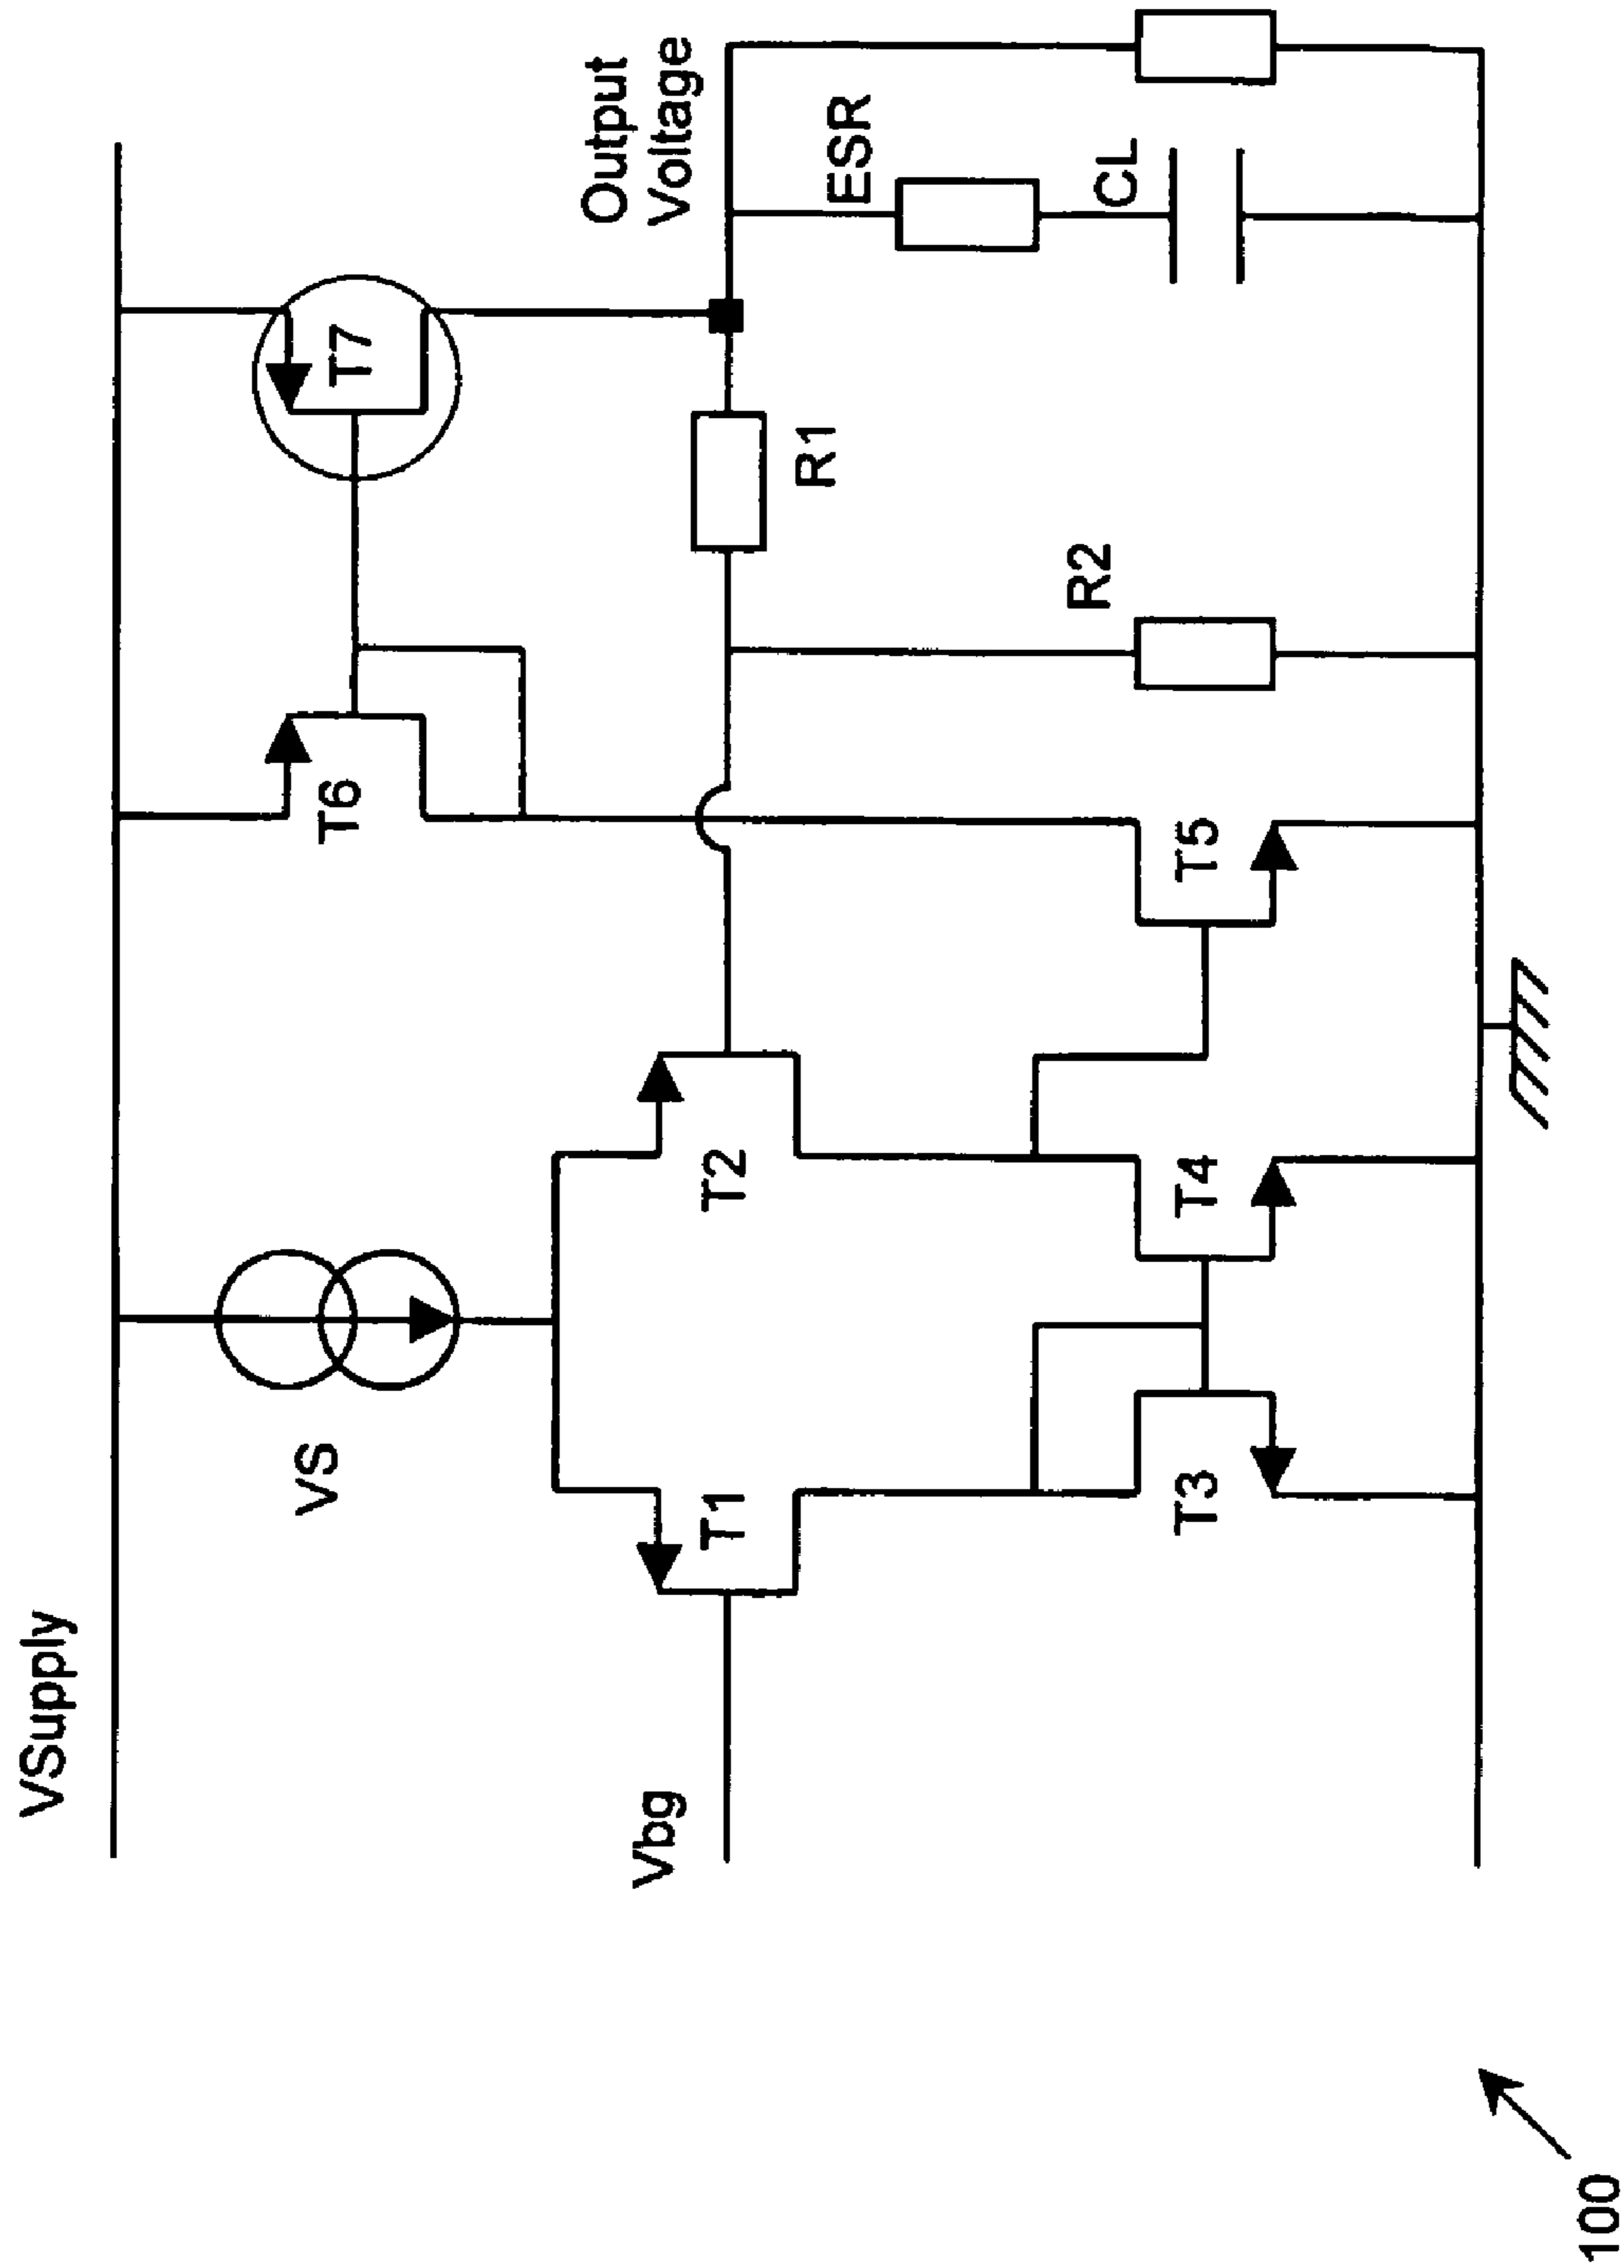 VSupply
Vbg
VS
T1
T2
T3
T4
T5
T6
T7
R1
R2
Output
Voltage
ESR
CL
100